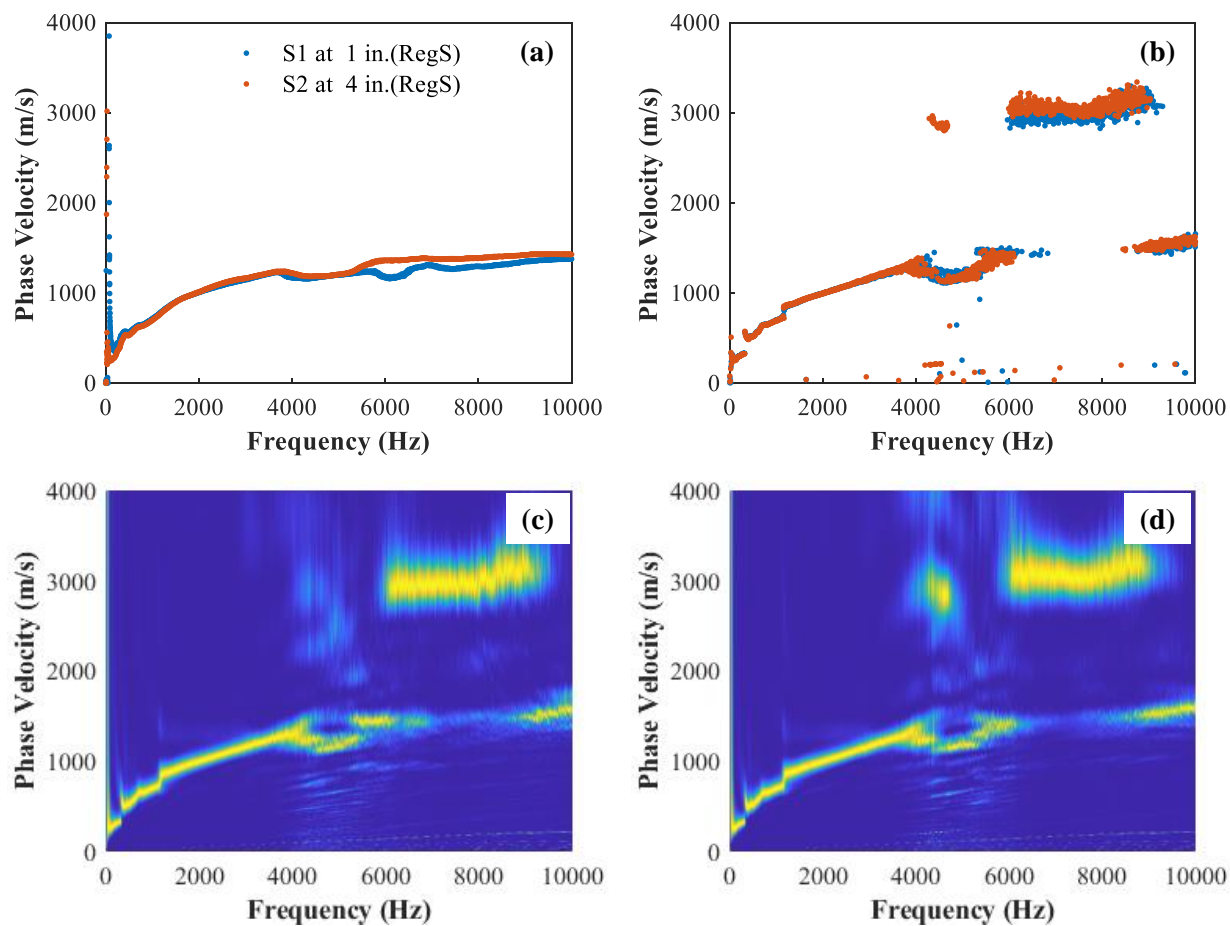 4000
3000
2000
1000
0
Phase Velocity (m/s)
S1 at 1 in.(RegS)
S2 at 4 in.(RegS)
(a)
0 2000 4000 6000 8000 10000
Frequency (Hz)
4000
3000
2000
1000
0
Phase Velocity (m/s)
(b)
0 2000 4000 6000 8000 10000
Frequency (Hz)
4000
3000
2000
1000
0
Phase Velocity (m/s)
(c)
0 2000 4000 6000 8000 10000
Frequency (Hz)
4000
3000
2000
1000
0
Phase Velocity (m/s)
(d)
0 2000 4000 6000 8000 10000
Frequency (Hz)